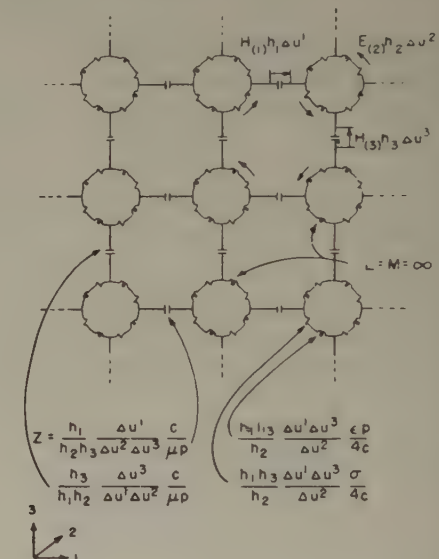 H(1)h1Δu¹
E(2)h2Δu²
H(3)h3Δu³
L = M = ∞
Z = h1/h2h3 Δu¹/Δu²Δu³ c/μp
h3/h1h2 Δu³/Δu¹Δu² c/μp
h1h3/h2 Δu¹Δu³/Δu² εp/4c
h1h3/h2 Δu¹Δu³/Δu² σ/4c
3
2
1